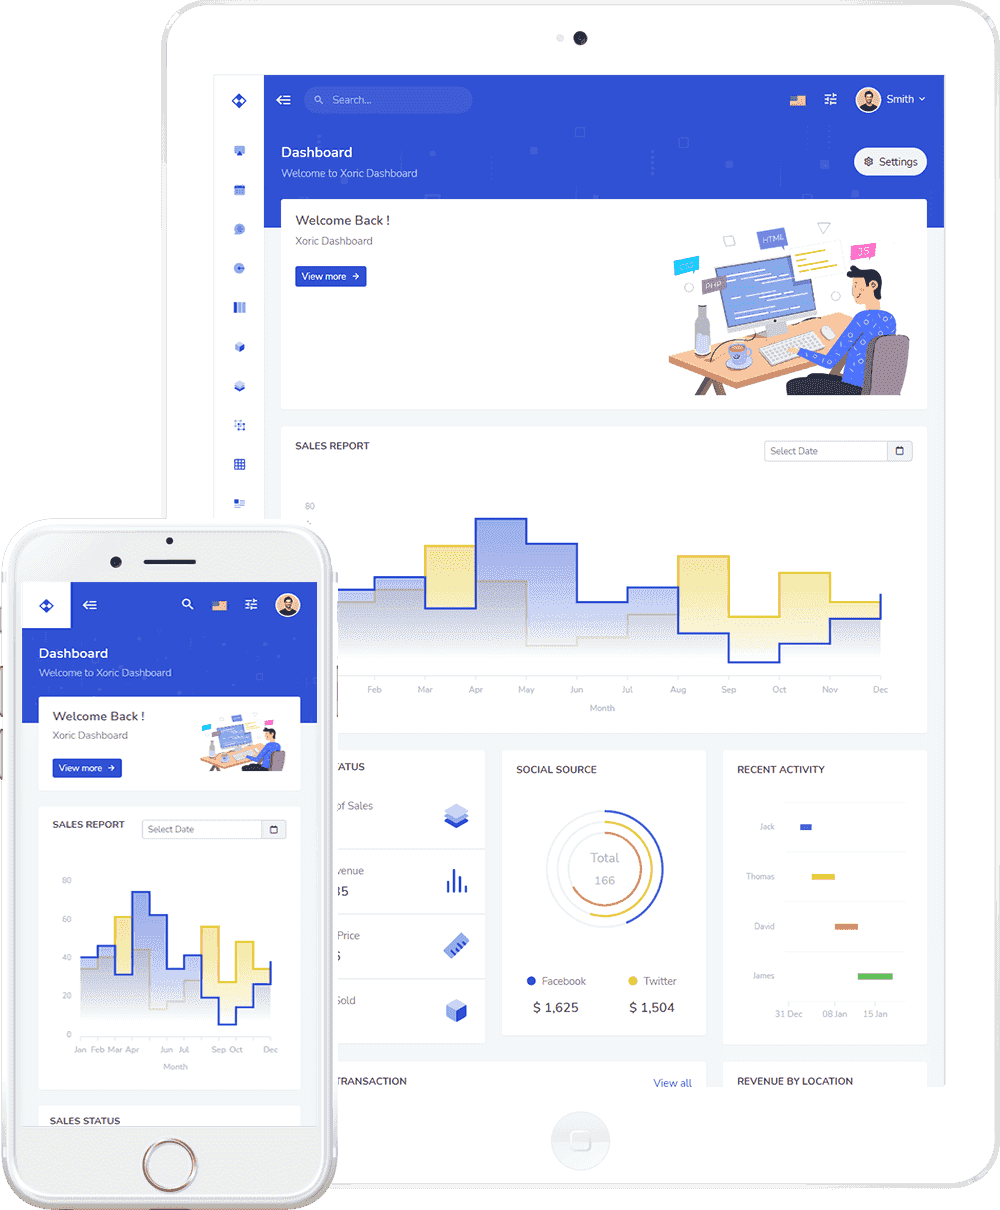 Search...
Smith
Dashboard
Welcome to Xoric Dashboard
Settings
Welcome Back !
Xoric Dashboard
View more
HTML
JS
PHP
SALES REPORT
Select Date
80
Feb Mar Apr May Jun Jul Aug Sep Oct Nov Dec
Month
ATUS
of Sales
venue
35
Price
Sold
SOCIAL SOURCE
Total
166
Facebook
Twitter
$ 1,625
$ 1,504
RECENT ACTIVITY
Jack
Thomas
David
James
31 Dec 08 Jan 15 Jan
TRANSACTION
View all
REVENUE BY LOCATION
Dashboard
Welcome to Xoric Dashboard
Welcome Back !
Xoric Dashboard
View more
SALES REPORT
Select Date
80
60
40
20
0
Jan Feb Mar Apr Jun Jul Sep Oct Dec
Month
SALES STATUS